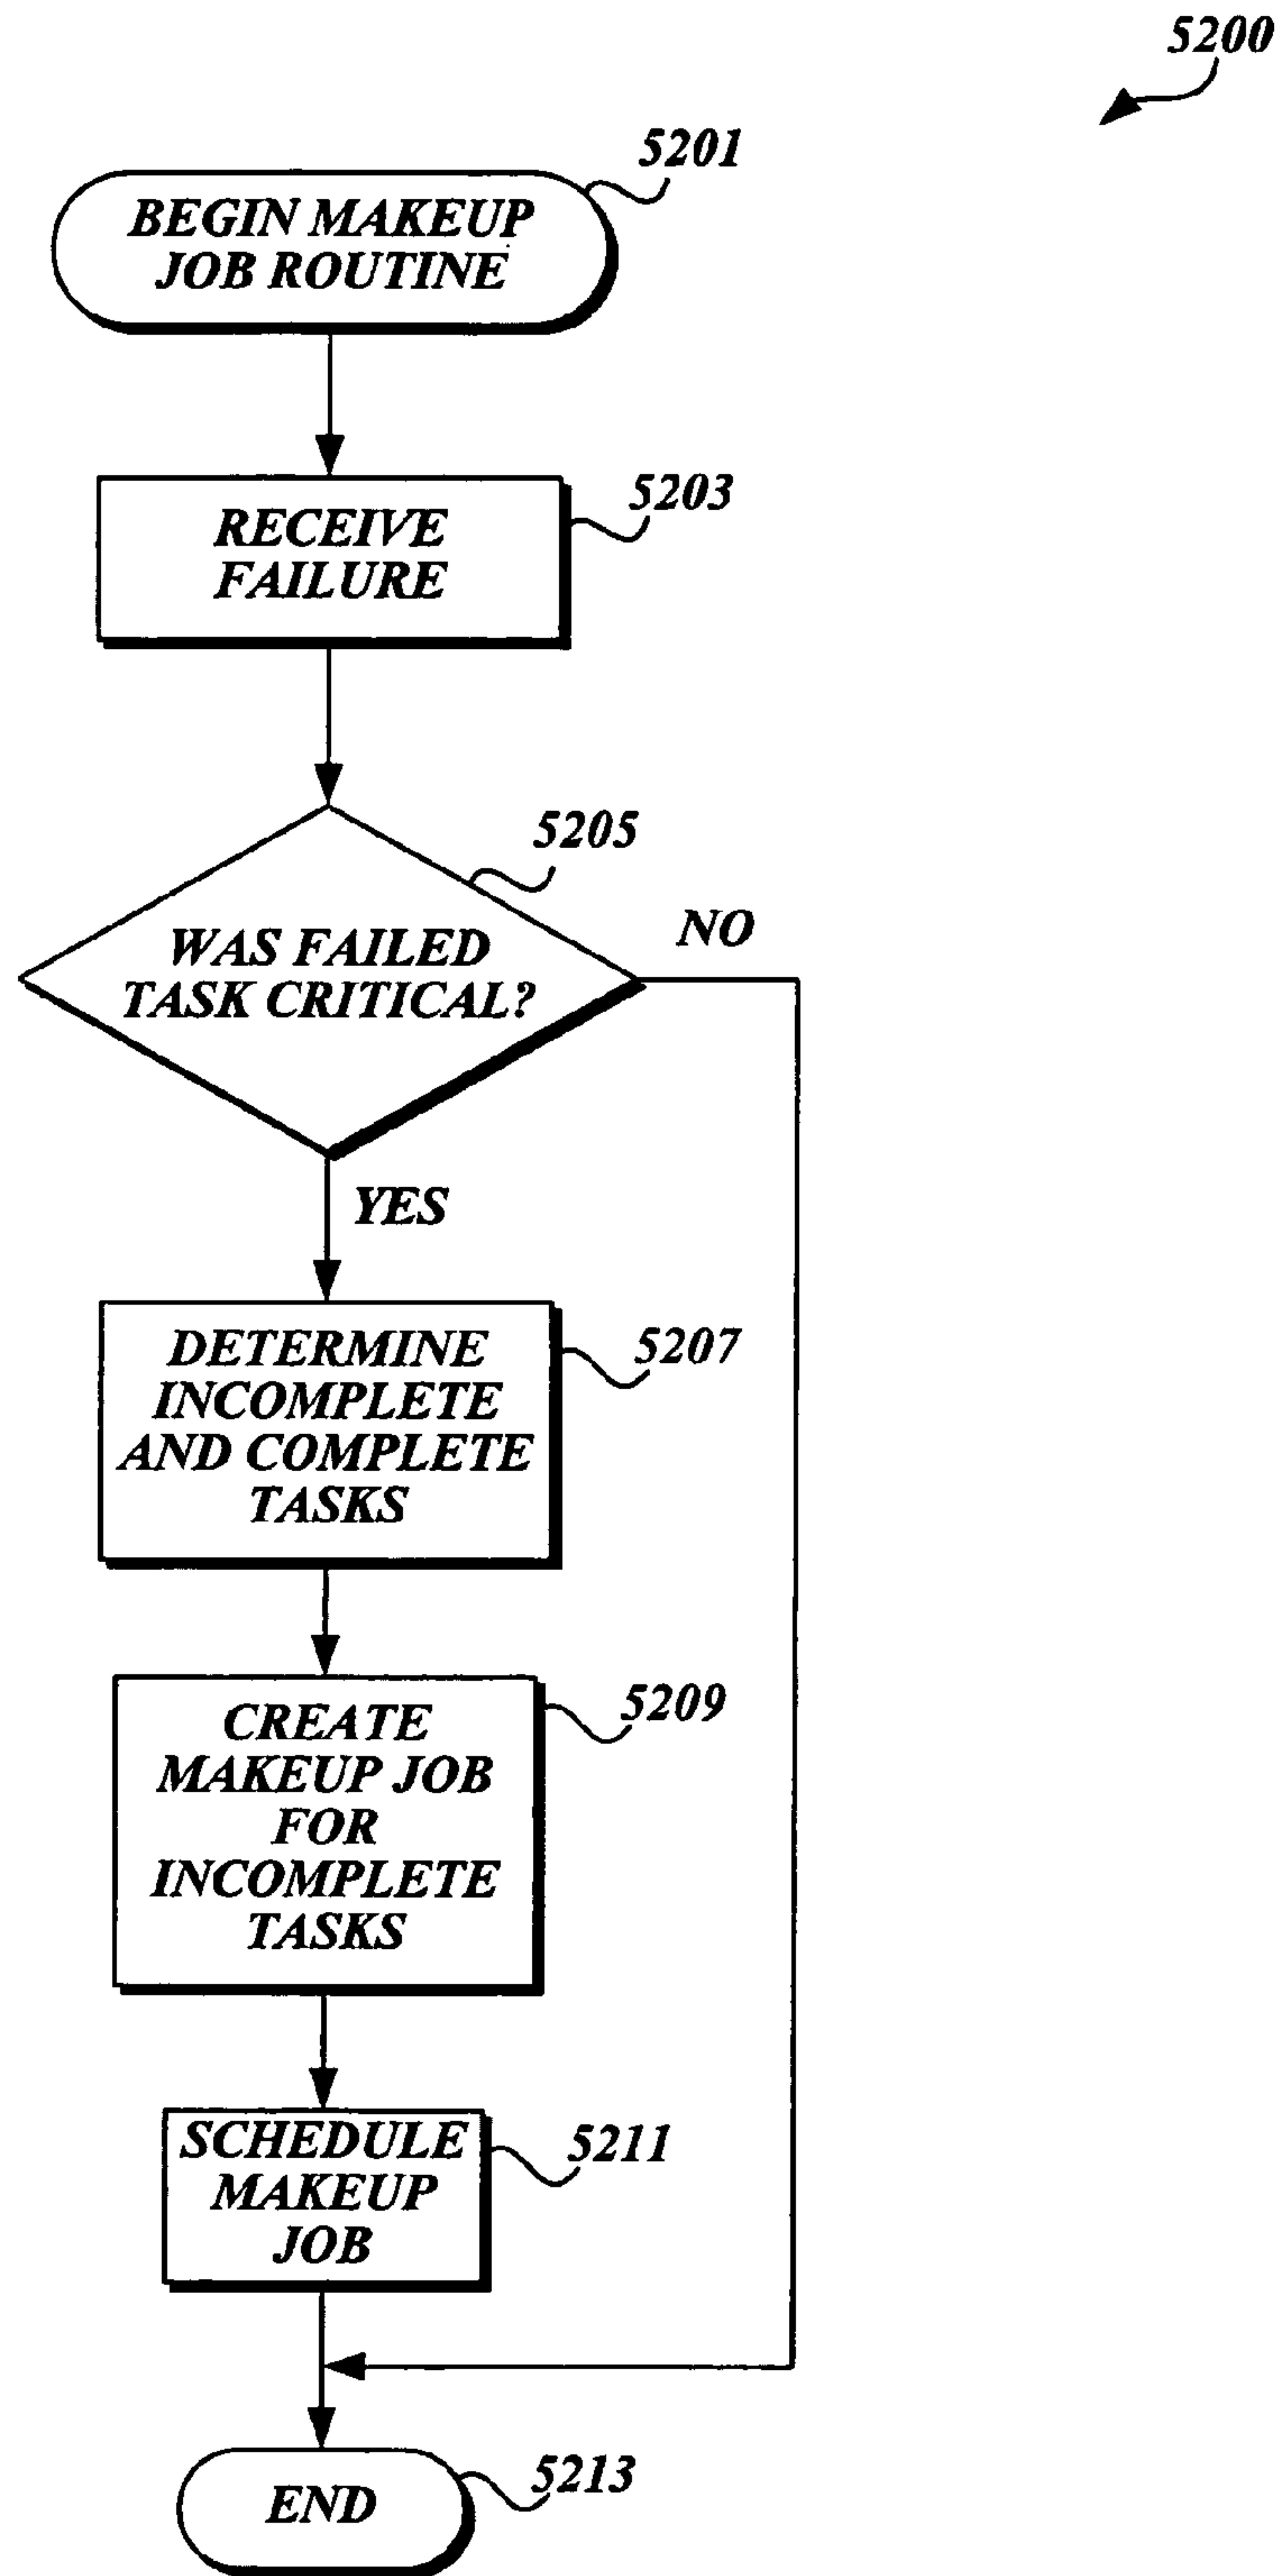 5200
5201
BEGIN MAKEUP
JOB ROUTINE
5203
RECEIVE
FAILURE
5205
WAS FAILED
TASK CRITICAL?
NO
YES
5207
DETERMINE
INCOMPLETE
AND COMPLETE
TASKS
5209
CREATE
MAKEUP JOB
FOR
INCOMPLETE
TASKS
5211
SCHEDULE
MAKEUP
JOB
5213
END